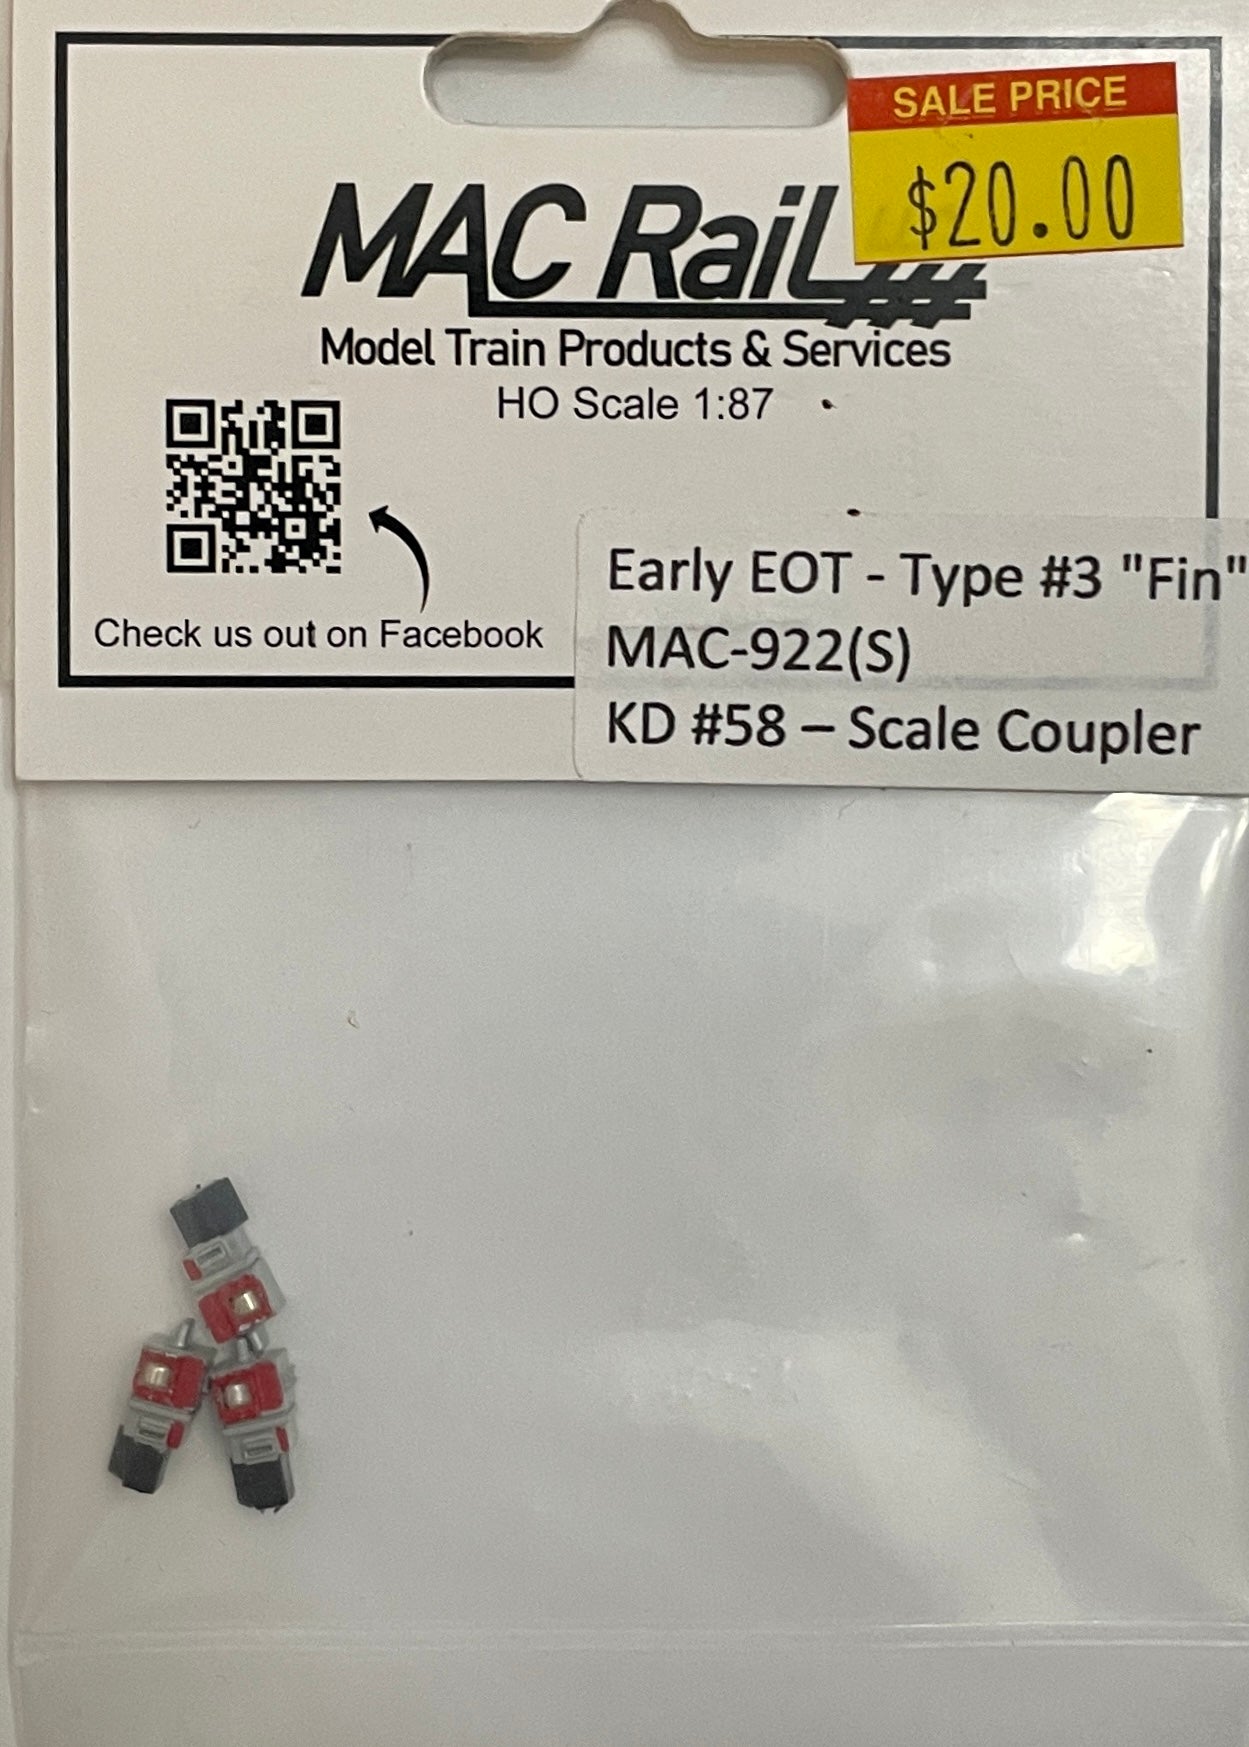 SALE PRICE
$20.00
MAC RaiL
Model Train Products & Services
HO Scale 1:87
Check us out on Facebook
Early EOT - Type #3 "Fin"
MAC-922(S)
KD #58 – Scale Coupler